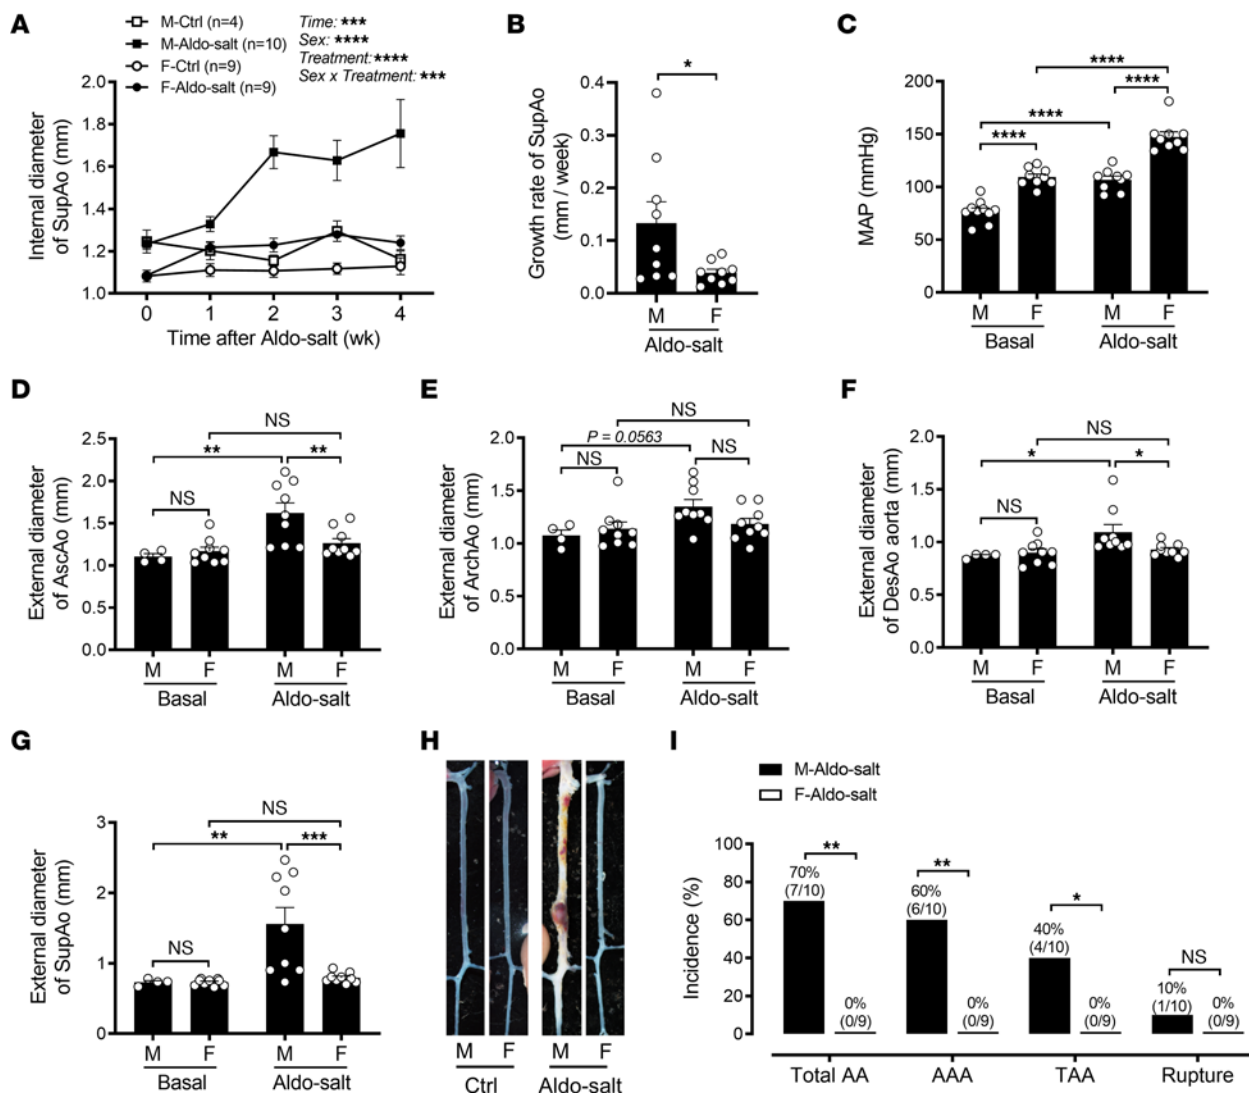 A
M-Ctrl (n=4)
M-Aldo-salt (n=10)
F-Ctrl (n=9)
F-Aldo-salt (n=9)
Time: ***
Sex: ****
Treatment: ****
Sex x Treatment: ***
Internal diameter
of SupAo (mm)
2.0
1.8
1.6
1.4
1.2
1.0
0 1 2 3 4
Time after Aldo-salt (wk)
B
Growth rate of SupAo
(mm / week)
0.4
0.3
0.2
0.1
0.0
*
M F
Aldo-salt
C
MAP (mmHg)
200
150
100
50
0
****
****
****
****
M F M F
Basal Aldo-salt
D
External diameter
of AscAo (mm)
2.5
2.0
1.5
1.0
0.5
0.0
NS
** **
NS
M F M F
Basal Aldo-salt
E
External diameter
of ArchAo (mm)
2.0
1.5
1.0
0.5
0.0
NS
P = 0.0563
NS NS
M F M F
Basal Aldo-salt
F
External diameter
of DesAo aorta (mm)
2.0
1.5
1.0
0.5
0.0
NS
* *
NS
M F M F
Basal Aldo-salt
G
External diameter
of SupAo (mm)
3
2
1
0
NS
** ***
NS
M F M F
Basal Aldo-salt
H
M F M F
Ctrl Aldo-salt
I
M-Aldo-salt
F-Aldo-salt
Incidence (%)
100
80
60
40
20
0
**
70%
(7/10)
0%
(0/9)
**
60%
(6/10)
0%
(0/9)
*
40%
(4/10)
0%
(0/9)
NS
10%
(1/10)
0%
(0/9)
Total AA AAA TAA Rupture